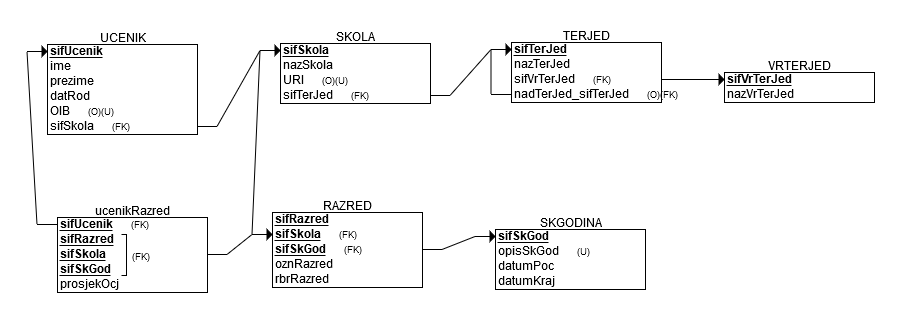 UCENIK
sifUcenik
ime
prezime
datRod
OIB (O)(U)
sifSkola (FK)
SKOLA
sifSkola
nazSkola
URI (O)(U)
sifTerJed (FK)
TERJED
sifTerJed
nazTerJed
sifVrTerJed (FK)
nadTerJed_sifTerJed (O)(FK)
VRTERJED
sifVrTerJed
nazVrTerJed
ucenikRazred
sifUcenik (FK)
sifRazred
sifSkola (FK)
sifSkGod
prosjekOcj
RAZRED
sifRazred
sifSkola (FK)
sifSkGod (FK)
oznRazred
rbrRazred
SKGODINA
sifSkGod
opisSkGod (U)
datumPoc
datumKraj